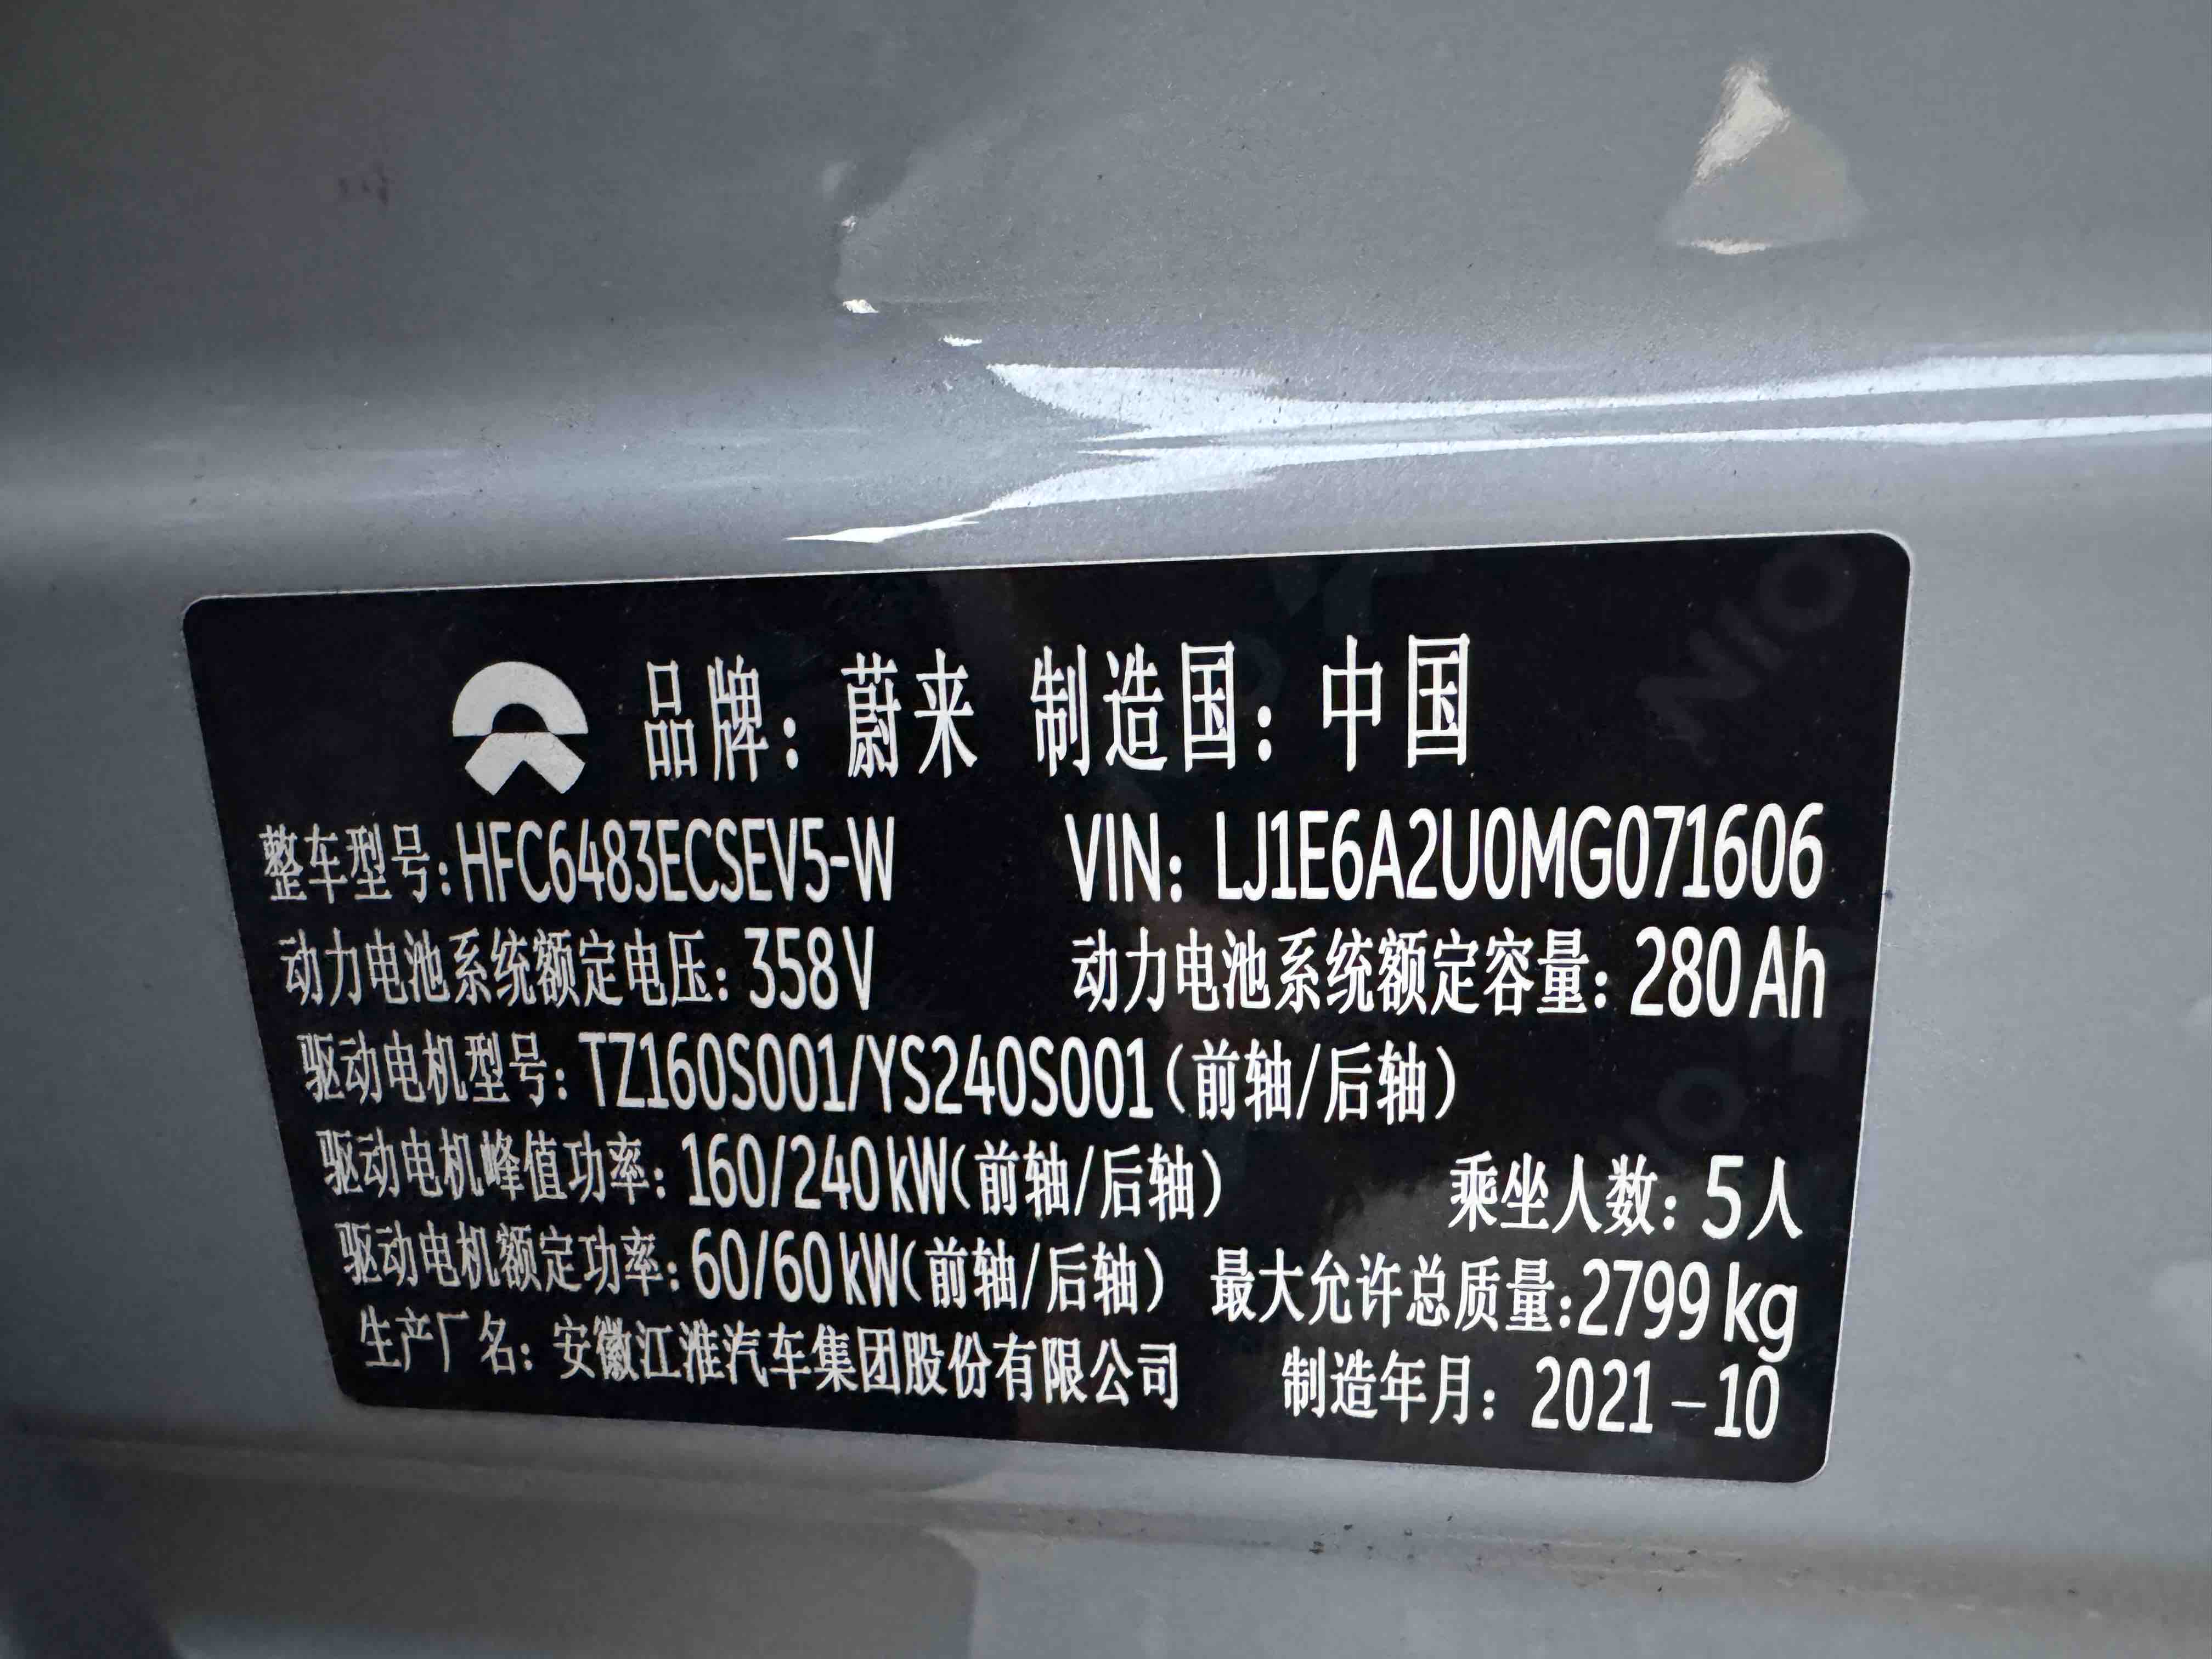 品牌：蔚来 制造国：中国
整车型号：HFC6483ECSEV5-W VIN：LJ1E6A2U0MG071606
动力电池系统额定电压：358V 动力电池系统额定容量：280Ah
驱动电机型号：TZ160S001/YS240S001（前轴/后轴）
驱动电机峰值功率：160/240kW（前轴/后轴） 乘坐人数：5人
驱动电机额定功率：60/60kW（前轴/后轴） 最大允许总质量：2799kg
生产厂名：安徽江淮汽车集团股份有限公司 制造年月：2021-10
NIO
NIO